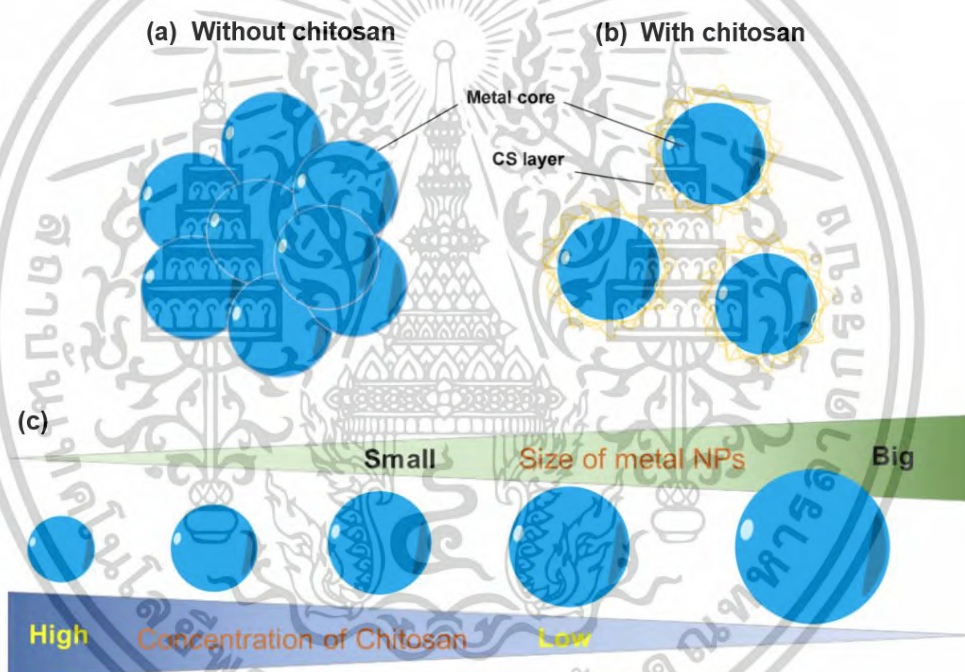 (a) Without chitosan
(b) With chitosan
Metal core
CS layer
(c)
Small Size of metal NPs Big
High Concentration of Chitosan Low